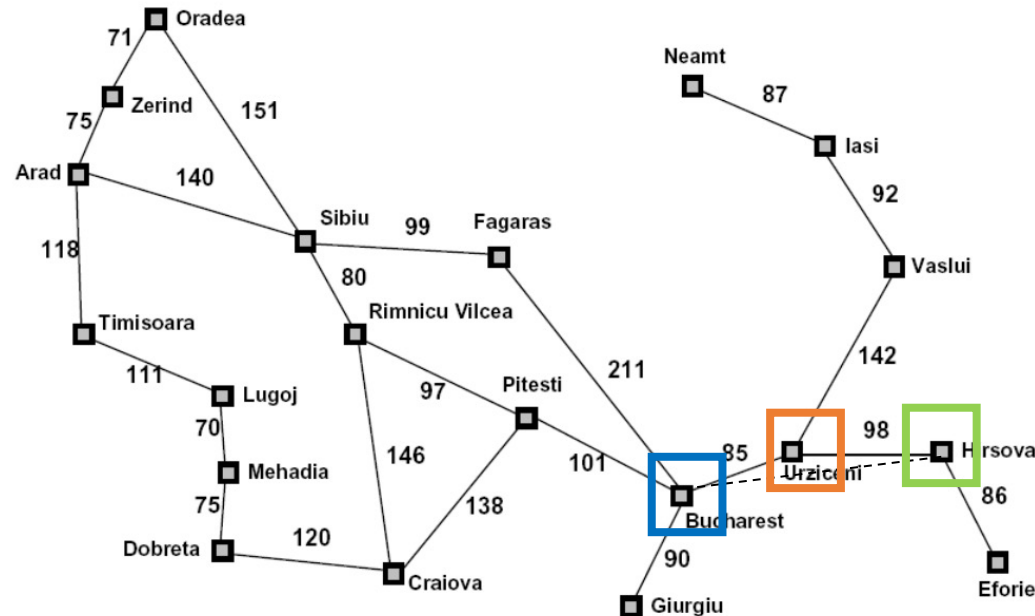 Oradea
71
Neamt
87
Zerind
151
75
Iasi
Arad
140
92
Sibiu
99
Fagaras
118
Vaslui
80
Timisoara
Rimnicu Vilcea
142
111
211
Lugoj
97
Pitesti
70
98
85
Hirsova
146
101
Mehadia
Urziceni
138
86
75
Bucharest
120
90
Dobreta
Craiova
Eforie
Giurgiu